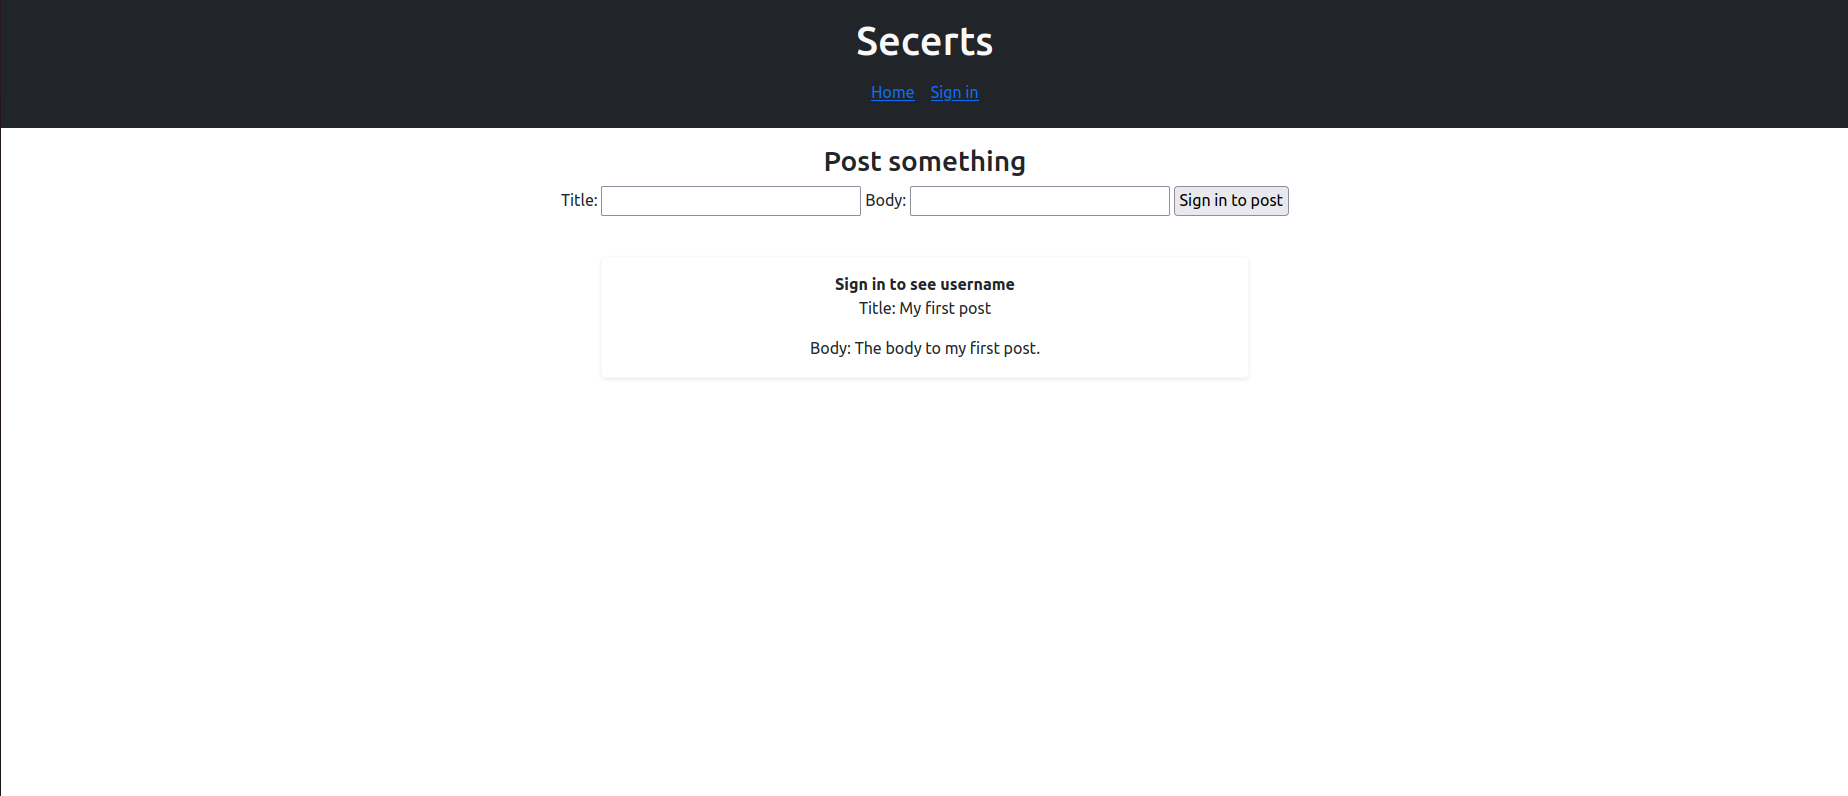 Secerts
Home Sign in
Post something
Title: Body: Sign in to post
Sign in to see username
Title: My first post
Body: The body to my first post.